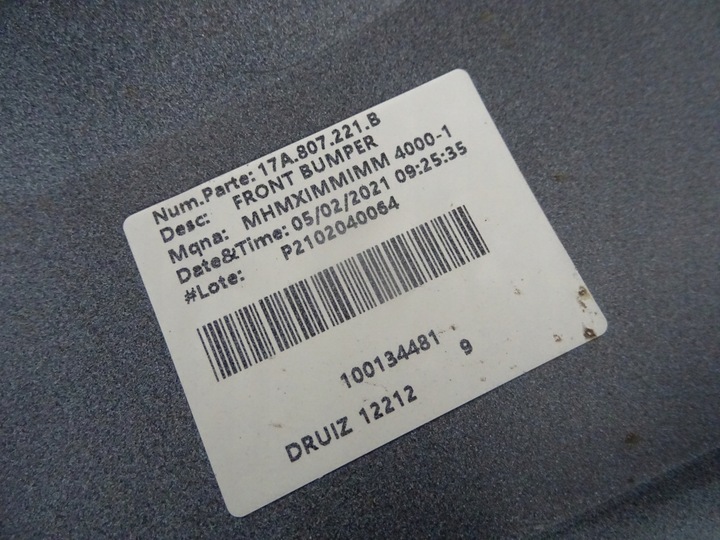 Num.Parte: 17A.807.221.B
Desc: FRONT BUMPER
Mqna: MHMXIMMIMM 4000-1
Date&Time: 05/02/2021 09:25:35
#Lote: P2102040064
100134481
9
DRUIZ 12212